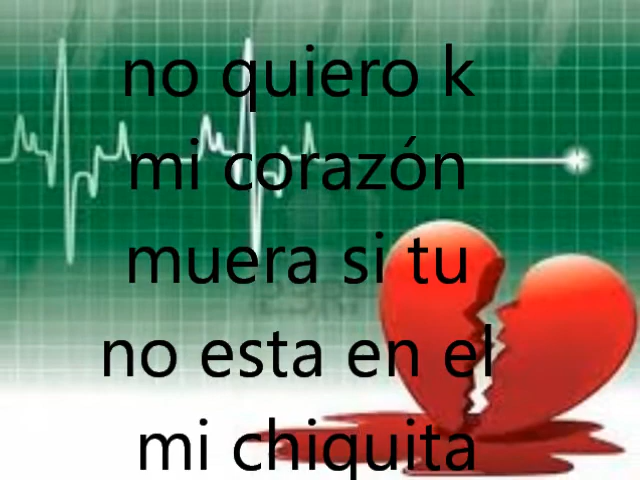 no quiero k
mi corazón
muera si tu
no esta en el
mi chiquita